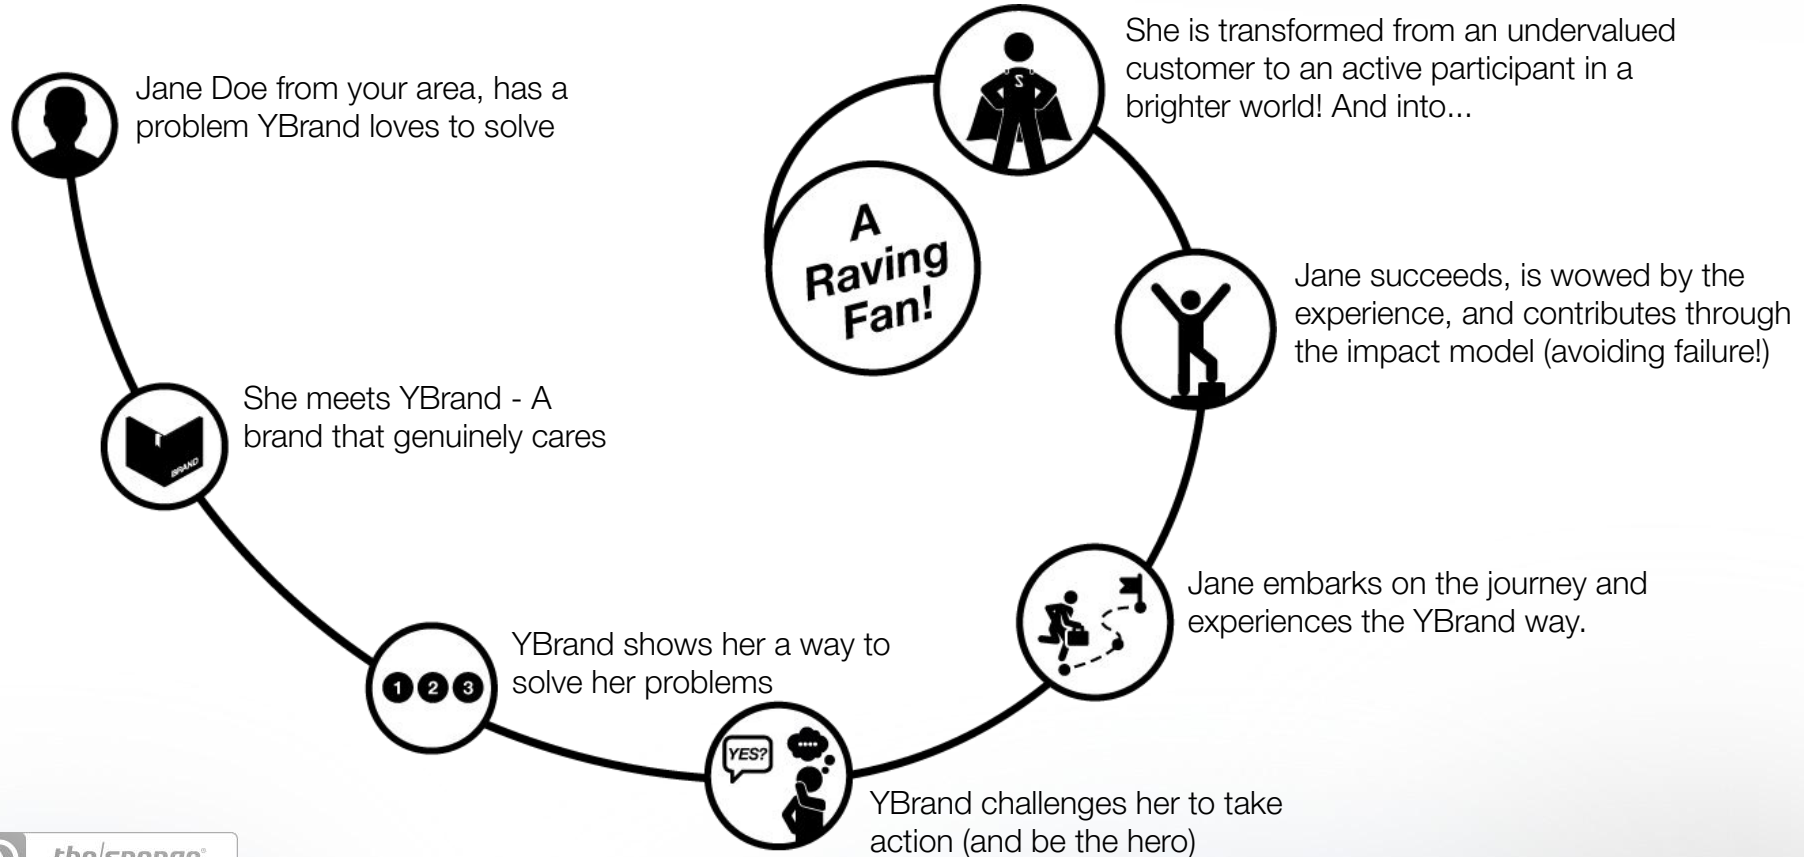 Jane Doe from your area, has a
problem YBrand loves to solve
She meets YBrand - A
brand that genuinely cares
BRAND
1 2 3
YBrand shows her a way to
solve her problems
YES?
YBrand challenges her to take
action (and be the hero)
Jane embarks on the journey and
experiences the YBrand way.
Jane succeeds, is wowed by the
experience, and contributes through
the impact model (avoiding failure!)
S
She is transformed from an undervalued
customer to an active participant in a
brighter world! And into...
A
Raving
Fan!